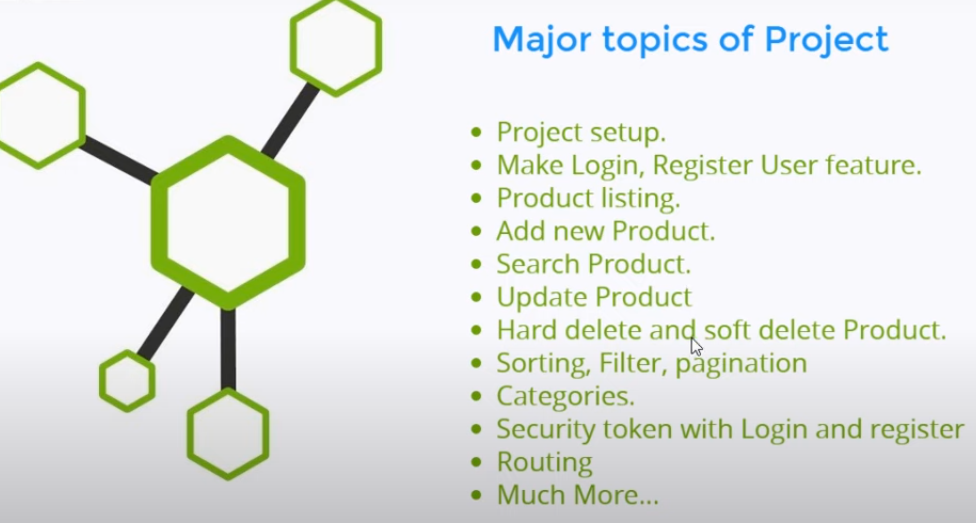 Major topics of Project
Project setup.
Make Login, Register User feature.
Product listing.
Add new Product.
Search Product.
Update Product
Hard delete and soft delete Product.
Sorting, Filter, pagination
Categories.
Security token with Login and register
Routing
Much More...